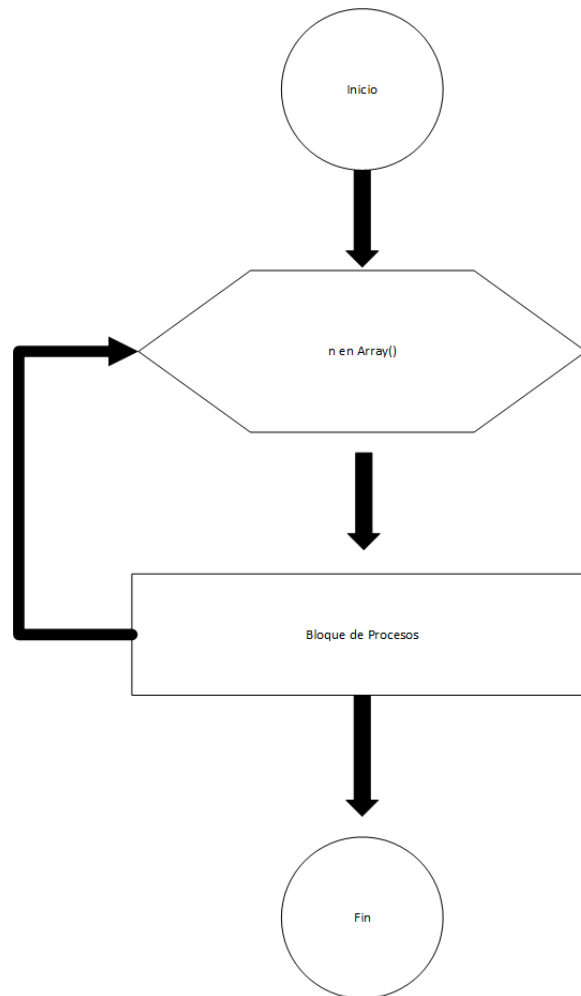 Inicio
n en Array()
Bloque de Procesos
Fin